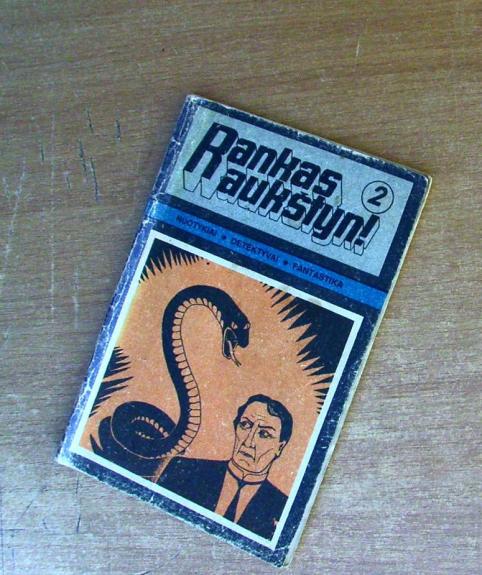 Rankas
aukštyn!
2
NUOTYKIAI ★ DETEKTYVAI ★ FANTASTIKA